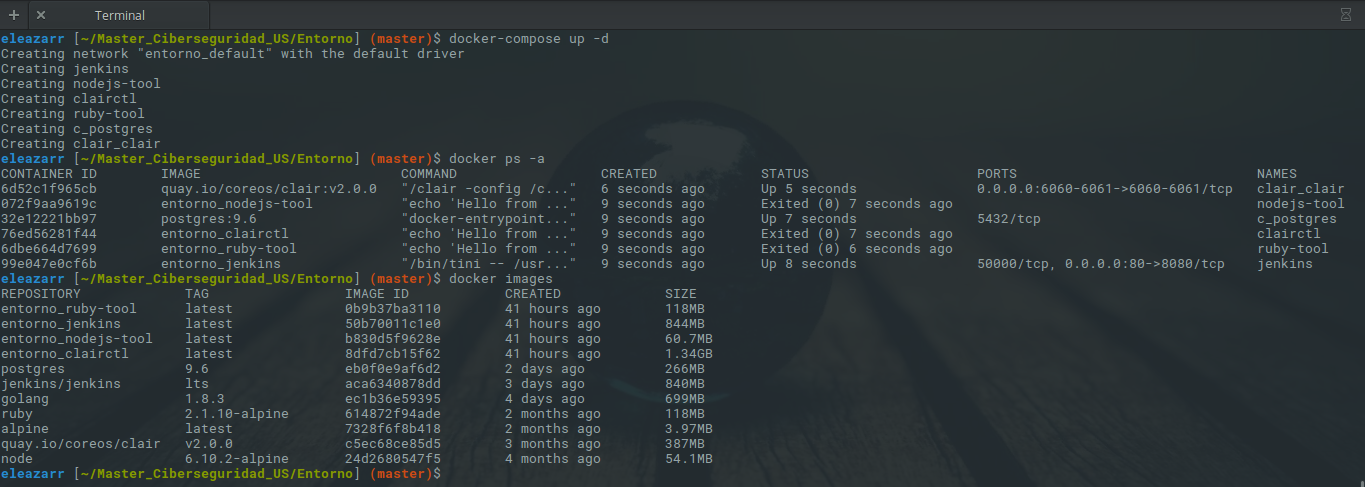 Terminal
eleazarr [~/Master_Ciberseguridad_US/Entorno] (master)$ docker-compose up -d
Creating network "entorno_default" with the default driver
Creating jenkins
Creating nodejs-tool
Creating clairctl
Creating ruby-tool
Creating c_postgres
Creating clair_clair
eleazarr [~/Master_Ciberseguridad_US/Entorno] (master)$ docker ps -a
CONTAINER ID        IMAGE                         COMMAND                  CREATED             STATUS                     PORTS                              NAMES
6d52c1f965cb        quay.io/coreos/clair:v2.0.0   "/clair -config /c..."   6 seconds ago       Up 5 seconds               0.0.0.0:6060-6061->6060-6061/tcp   clair_clair
072f9aa9619c        entorno_nodejs-tool           "echo 'Hello from ..."   9 seconds ago       Exited (0) 7 seconds ago                                      nodejs-tool
32e12221bb97        postgres:9.6                  "docker-entrypoint..."   9 seconds ago       Up 7 seconds               5432/tcp                           c_postgres
76ed56281f44        entorno_clairctl              "echo 'Hello from ..."   9 seconds ago       Exited (0) 7 seconds ago                                      clairctl
6dbe664d7699        entorno_ruby-tool             "echo 'Hello from ..."   9 seconds ago       Exited (0) 6 seconds ago                                      ruby-tool
99e047e0cf6b        entorno_jenkins               "/bin/tini -- /usr..."   9 seconds ago       Up 8 seconds               50000/tcp, 0.0.0.0:80->8080/tcp    jenkins
eleazarr [~/Master_Ciberseguridad_US/Entorno] (master)$ docker images
REPOSITORY             TAG                 IMAGE ID            CREATED             SIZE
entorno_ruby-tool      latest              0b9b37ba3110        41 hours ago        118MB
entorno_jenkins        latest              50b70011c1e0        41 hours ago        844MB
entorno_nodejs-tool    latest              b830d5f9628e        41 hours ago        60.7MB
entorno_clairctl       latest              8dfd7cb15f62        41 hours ago        1.34GB
postgres               9.6                 eb0f0e9af6d2        2 days ago          266MB
jenkins/jenkins        lts                 aca6340878dd        3 days ago          840MB
golang                 1.8.3               ec1b36e59395        4 days ago          699MB
ruby                   2.1.10-alpine       614872f94ade        2 months ago        118MB
alpine                 latest              7328f6f8b418        2 months ago        3.97MB
quay.io/coreos/clair   v2.0.0              c5ec68ce85d5        3 months ago        387MB
node                   6.10.2-alpine       24d2680547f5        4 months ago        54.1MB
eleazarr [~/Master_Ciberseguridad_US/Entorno] (master)$